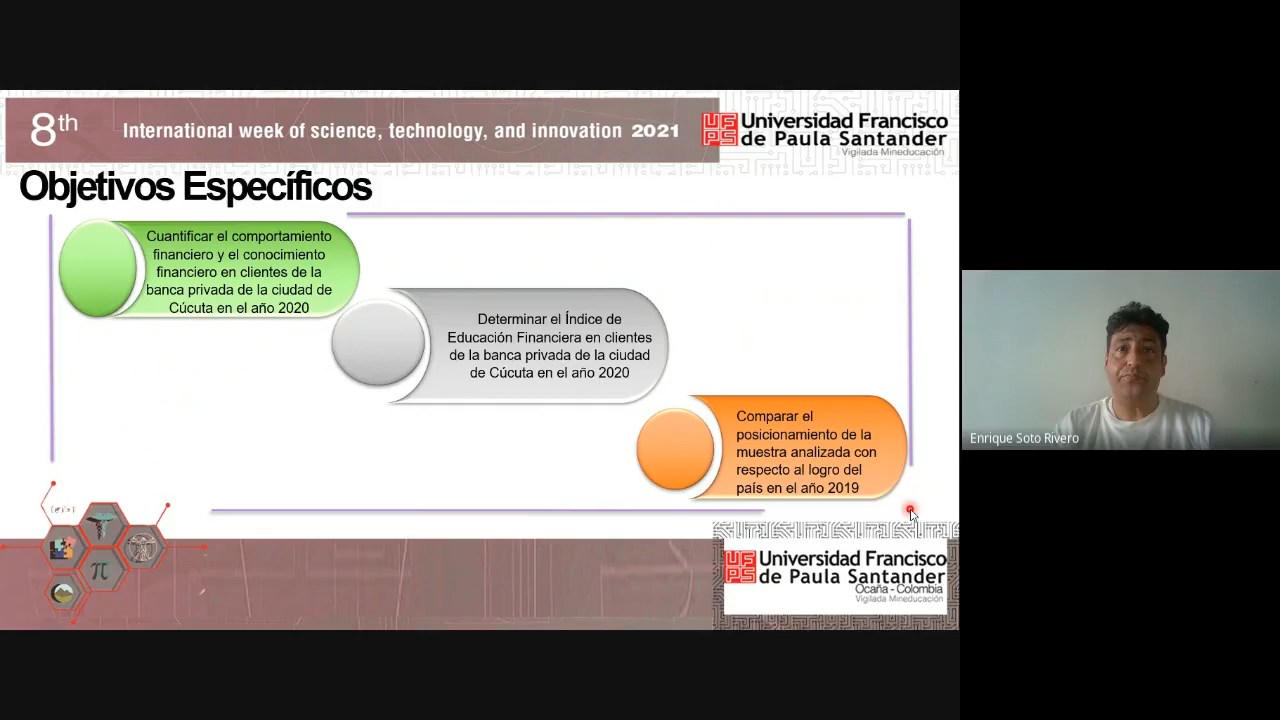 8th
International week of science, technology, and innovation 2021
UFPS
Universidad Francisco
de Paula Santander
Vigilada Mineducación
Objetivos Específicos
Cuantificar el comportamiento
financiero y el conocimiento
financiero en clientes de la
banca privada de la ciudad de
Cúcuta en el año 2020
Determinar el Índice de
Educación Financiera en clientes
de la banca privada de la ciudad
de Cúcuta en el año 2020
Comparar el
posicionamiento de la
muestra analizada con
respecto al logro del
país en el año 2019
Enrique Soto Rivero
π
UFPS
Universidad Francisco
de Paula Santander
Ocaña - Colombia
Vigilada Mineducación